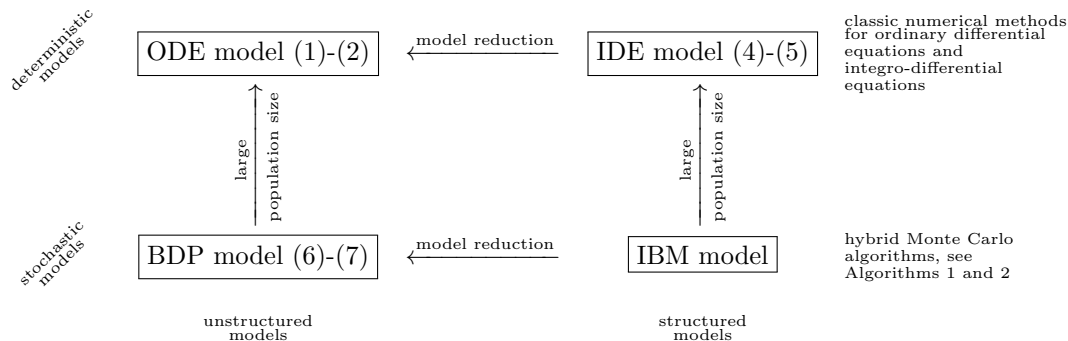 deterministic
models
ODE model (1)-(2)
model reduction
IDE model (4)-(5)
classic numerical methods
for ordinary differential
equations and
integro-differential
equations
large
population size
large
population size
stochastic
models
BDP model (6)-(7)
model reduction
IBM model
hybrid Monte Carlo
algorithms, see
Algorithms 1 and 2
unstructured
models
structured
models